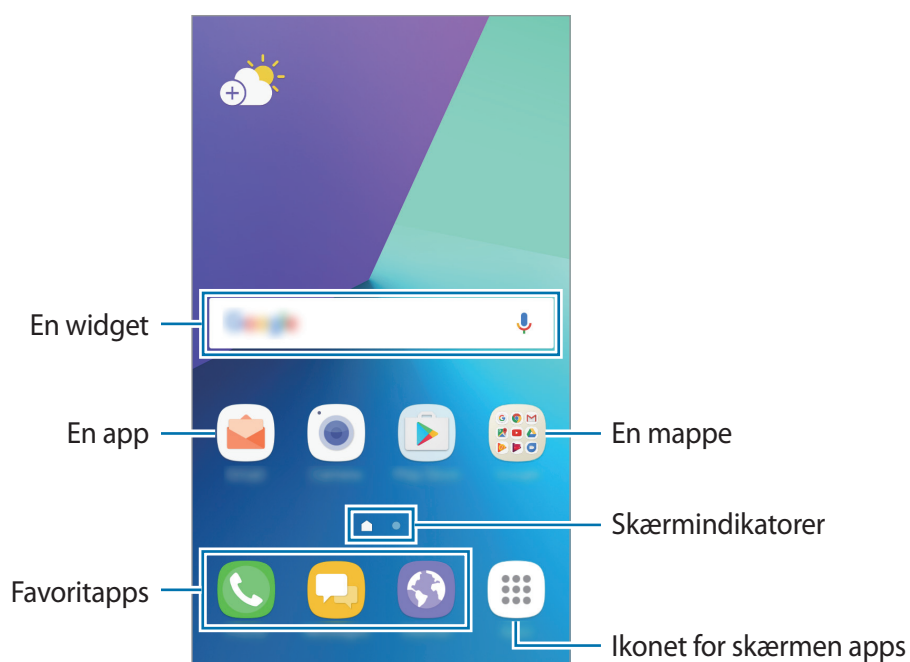 En widget
En app
En mappe
Skærmindikatorer
Favoritapps
Ikonet for skærmen apps